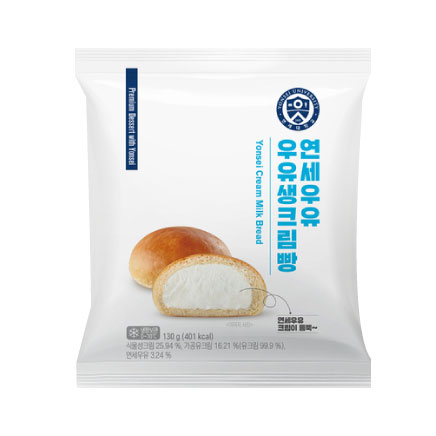 YONSEI UNIVERSITY
Premium Dessert with Yonsei
연세우유
우유생크림빵
Yonsei Cream Milk Bread
연세우유
크림이 듬뿍~
130 g (401 kcal)
식물성크림 25.94 %, 가공유크림 16.21 %(유크림 99.9 %),
연세우유 3.24 %